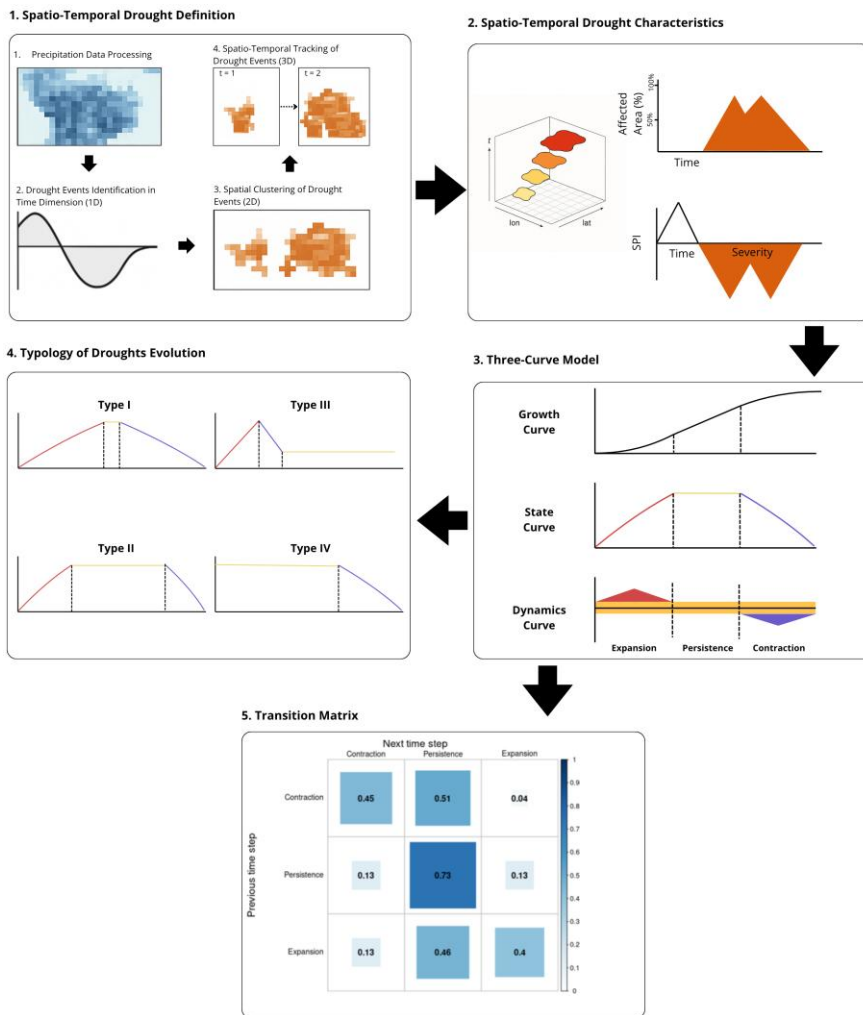 1. Spatio-Temporal Drought Definition
1. Precipitation Data Processing
4. Spatio-Temporal Tracking of
Drought Events (3D)
t = 1
t = 2
2. Drought Events Identification in
Time Dimension (1D)
3. Spatial Clustering of Drought
Events (2D)
2. Spatio-Temporal Drought Characteristics
t
lon
lat
Affected
Area (%)
100%
50%
Time
SPI
Time
Severity
4. Typology of Droughts Evolution
Type I
Type III
Type II
Type IV
3. Three-Curve Model
Growth
Curve
State
Curve
Dynamics
Curve
Expansion
Persistence
Contraction
5. Transition Matrix
Next time step
Contraction
Persistence
Expansion
Previous time step
Contraction
0.45
0.51
0.04
Persistence
0.13
0.73
0.13
Expansion
0.13
0.46
0.4
1
0.9
0.8
0.7
0.6
0.5
0.4
0.3
0.2
0.1
0